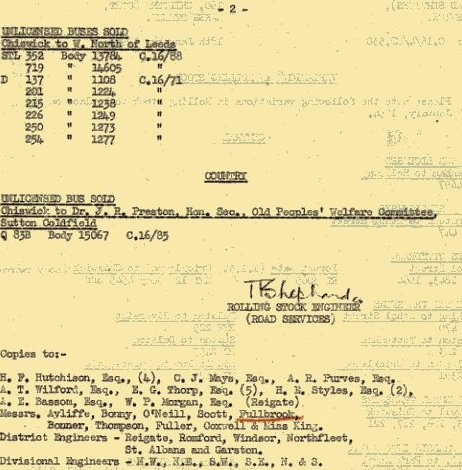 - 2 -
UNLICENSED BUSES SOLD
Chiswick to W. North of Leeds
STL 352 Body 13784 C.16/88
719 " 14605 "
D 137 " 1108 C.16/71
201 " 1224 "
215 " 1238 "
226 " 1249 "
250 " 1273 "
254 " 1277 "
COUNTRY
UNLICENSED BUS SOLD
Chiswick to Dr. J. R. Preston, Hon. Sec., Old Peoples' Welfare Committee,
Sutton Coldfield
Q 83B Body 15067 C.16/85
TBShephard
ROLLING STOCK ENGINEER
(ROAD SERVICES)
Copies to:-
H. F. Hutchison, Esq., (4), C. J. Mays, Esq., A. R. Purves, Esq,
A. T. Wilford, Esq., E. G. Thorp, Esq. (5), H. E. Styles, Esq. (2),
A. E. Bassom, Esq., W. P. Morgan, Esq. (Reigate)
Messrs. Ayliffe, Bonny, O'Neill, Scott, Fullbrook,
Bonner, Thompson, Fuller, Coxwell & Miss King.
District Engineers - Reigate, Romford, Windsor, Northfleet,
St. Albans and Garston.
Divisional Engineers - N.W., N.E., S.W., S.E., N. & S.